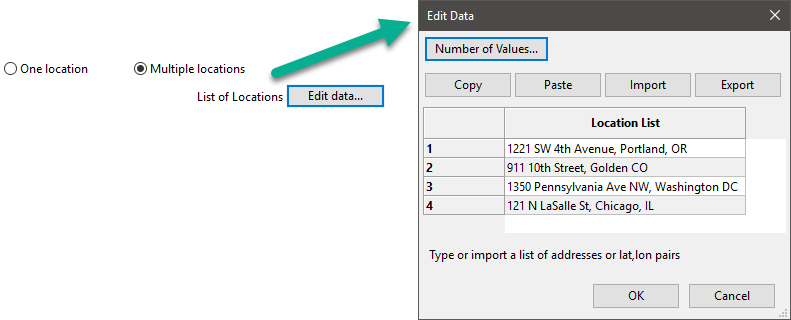 One location
Multiple locations
List of Locations
Edit data...
Edit Data
Number of Values...
Copy
Paste
Import
Export
Location List
1 1221 SW 4th Avenue, Portland, OR
2 911 10th Street, Golden CO
3 1350 Pennsylvania Ave NW, Washington DC
4 121 N LaSalle St, Chicago, IL
Type or import a list of addresses or lat,lon pairs
OK
Cancel